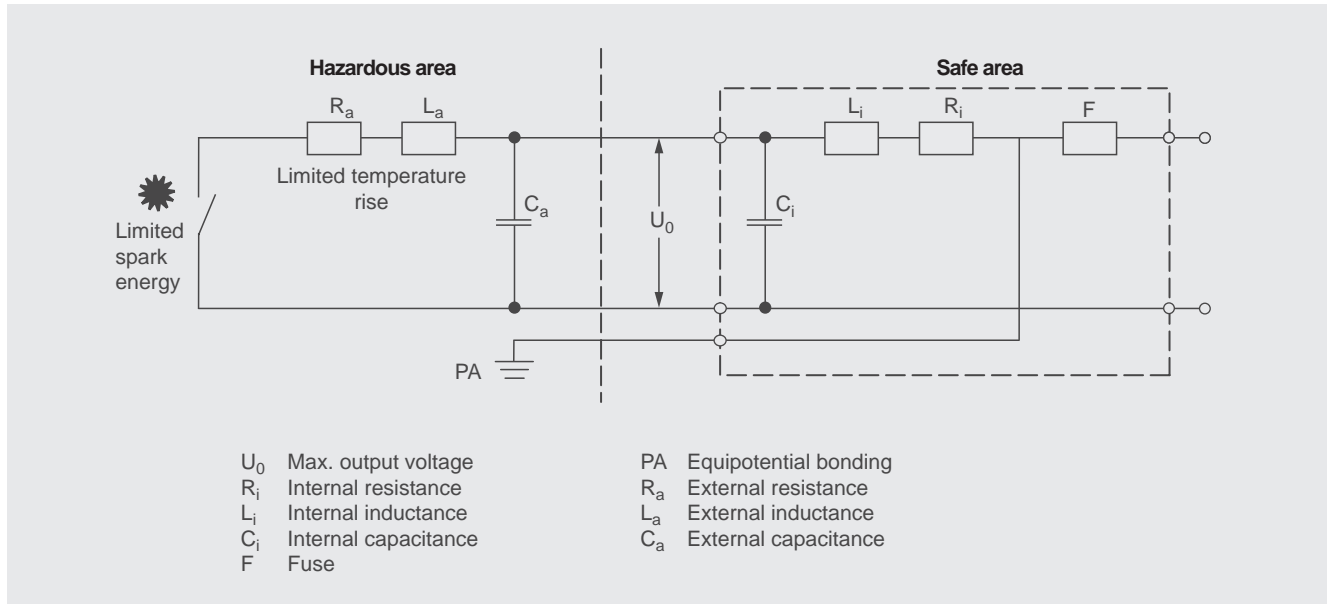 Hazardous area
Safe area
Rₐ
Lₐ
Lᵢ
Rᵢ
F
Limited temperature
rise
Limited
spark
energy
Cₐ
U₀
Cᵢ
PA
U₀ Max. output voltage
Rᵢ Internal resistance
Lᵢ Internal inductance
Cᵢ Internal capacitance
F Fuse
PA Equipotential bonding
Rₐ External resistance
Lₐ External inductance
Cₐ External capacitance